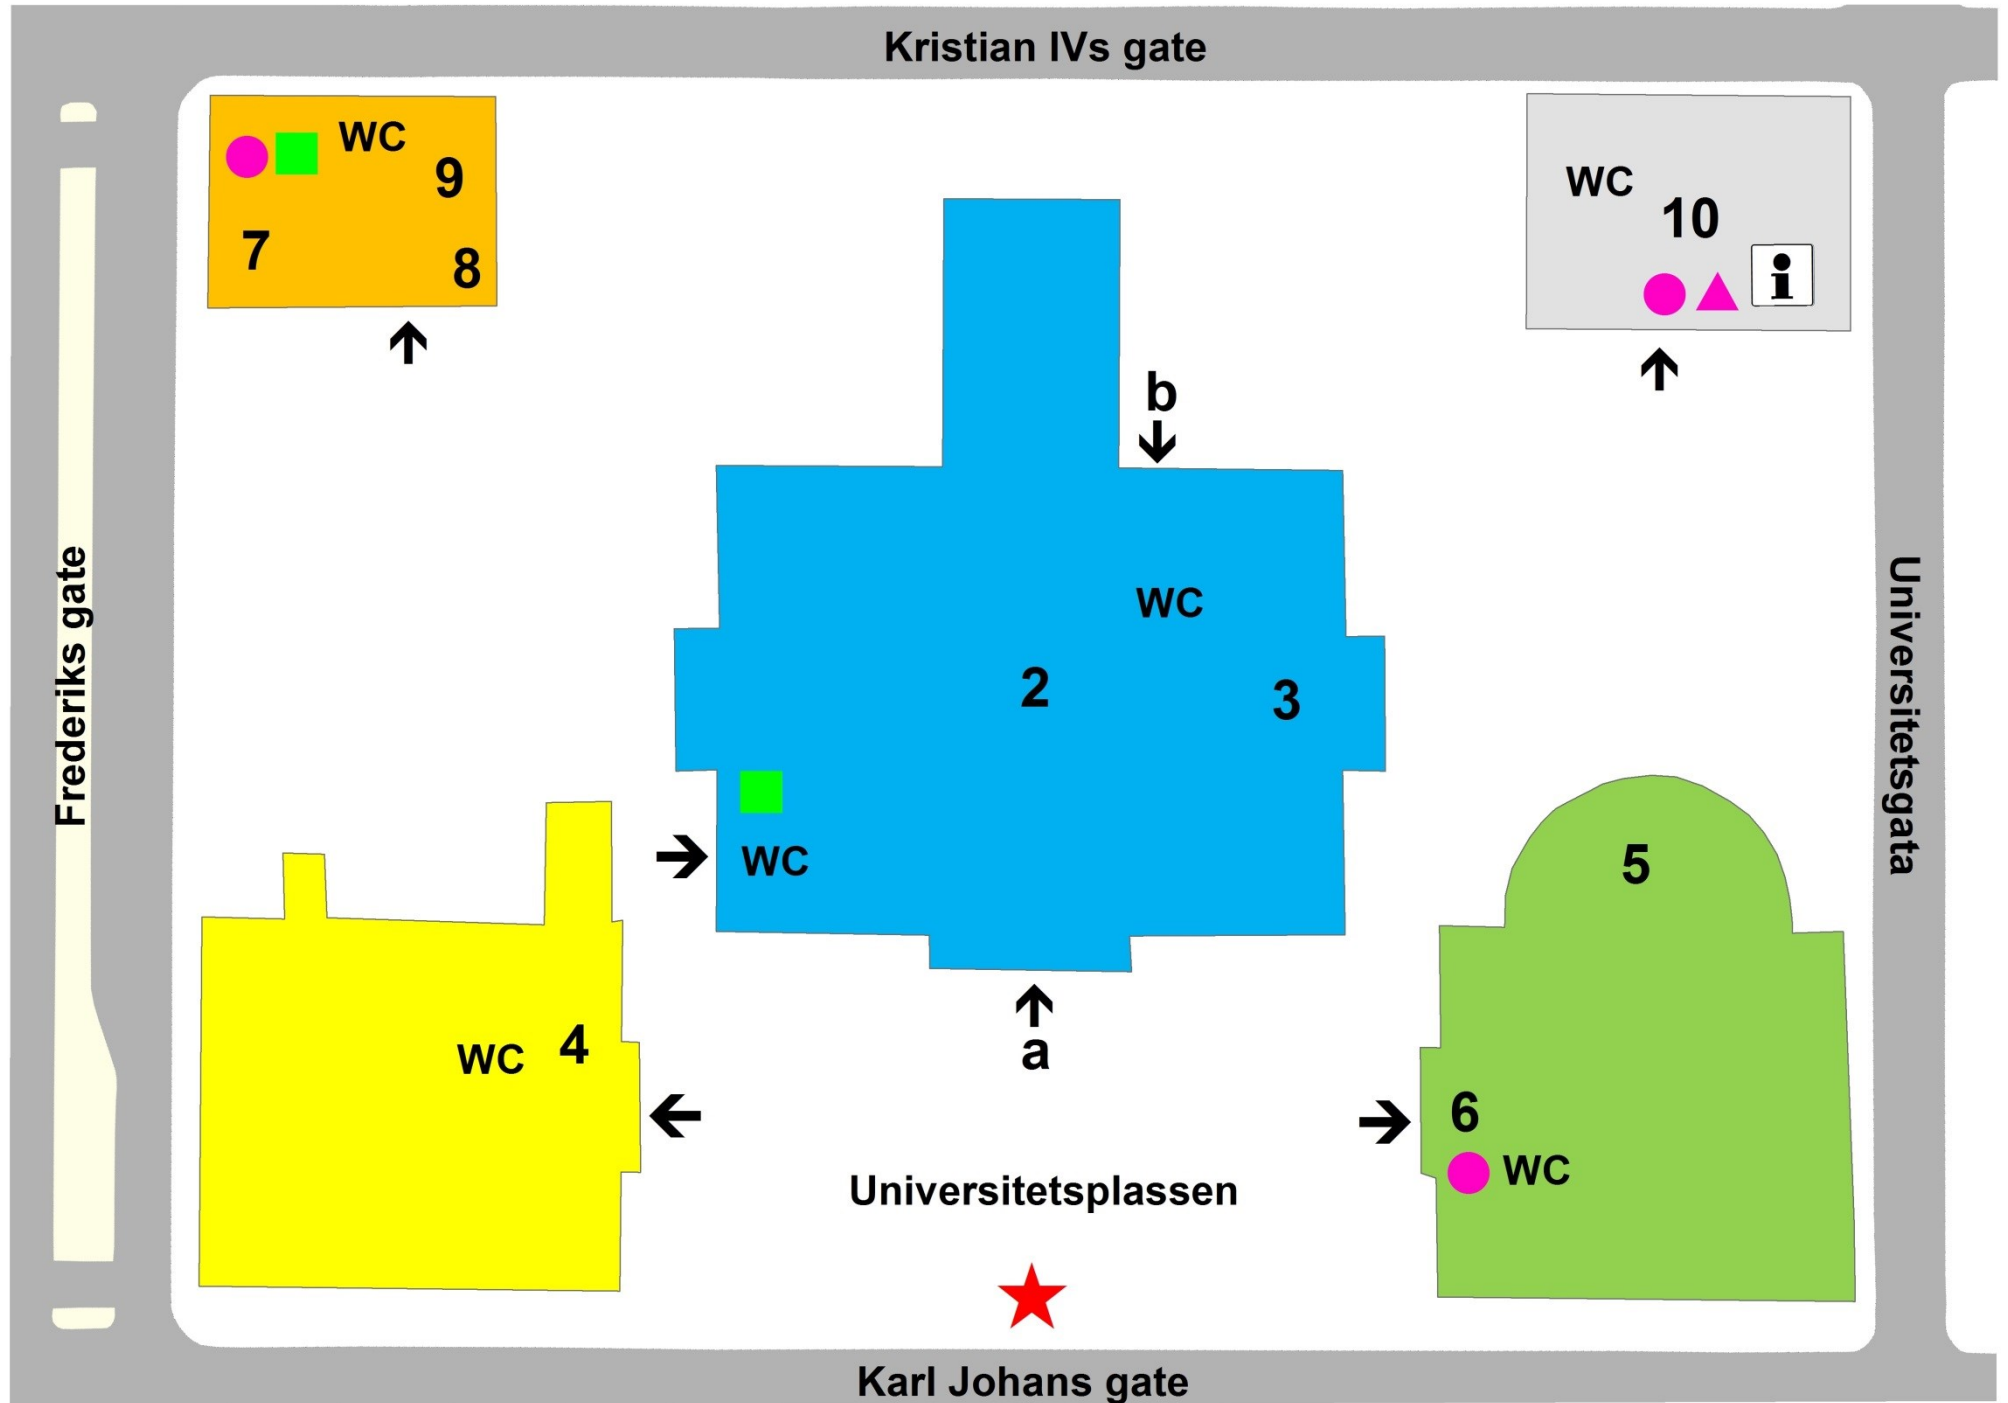 Kristian IVs gate
WC
9
7
8
WC
10
i
b
Frederiks gate
WC
2
3
Universitetsgata
WC
5
WC
4
a
6
WC
Universitetsplassen
Karl Johans gate